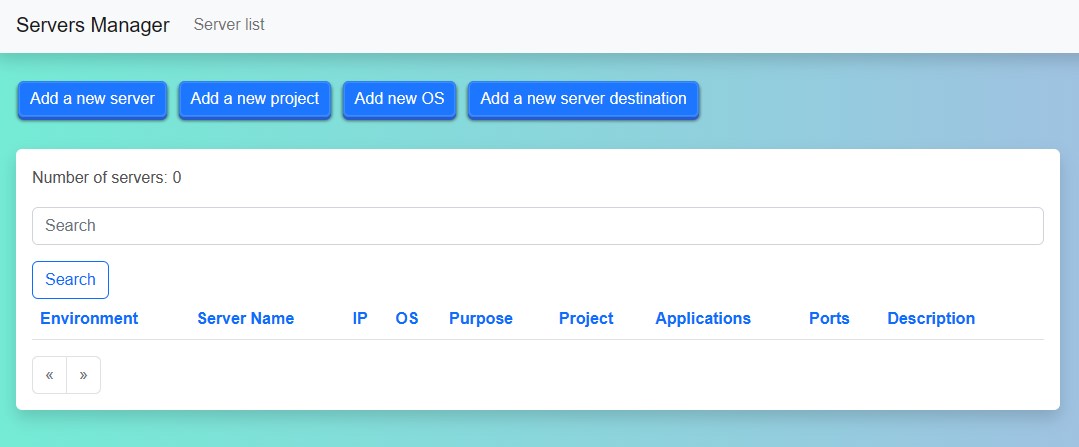 Servers Manager Server list
Add a new server Add a new project Add new OS Add a new server destination
Number of servers: 0
Search
Search
Environment Server Name IP OS Purpose Project Applications Ports Description
« »